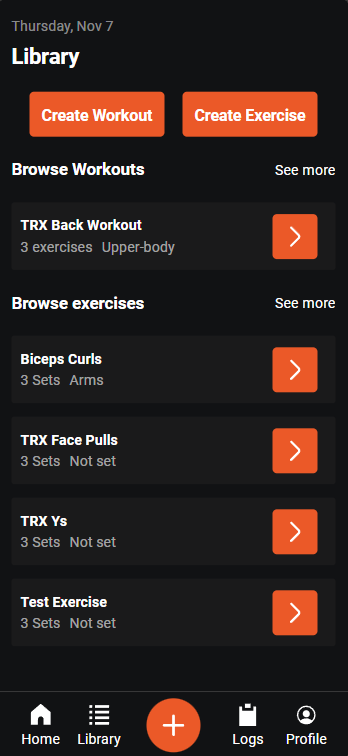 Thursday, Nov 7
Library
Create Workout Create Exercise
Browse Workouts See more
TRX Back Workout
3 exercises Upper-body
Browse exercises See more
Biceps Curls
3 Sets Arms
TRX Face Pulls
3 Sets Not set
TRX Ys
3 Sets Not set
Test Exercise
3 Sets Not set
Home Library Logs Profile